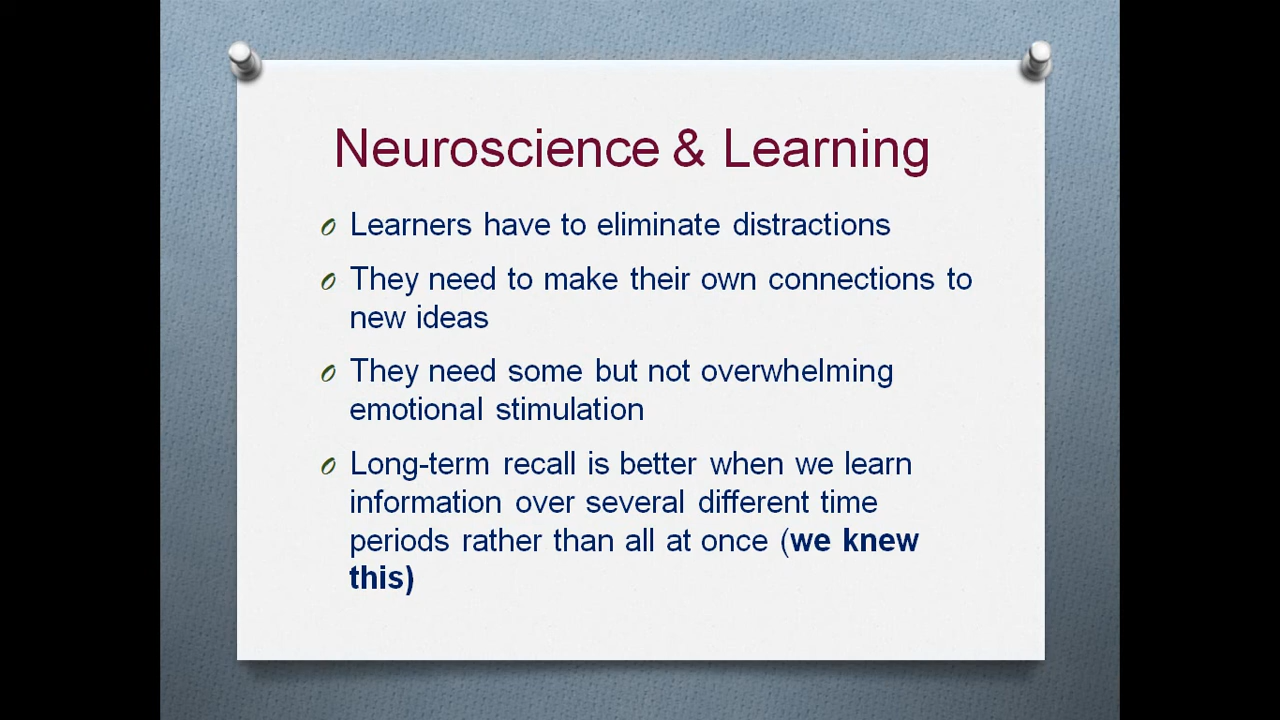 Neuroscience & Learning
Learners have to eliminate distractions
They need to make their own connections to
new ideas
They need some but not overwhelming
emotional stimulation
Long-term recall is better when we learn
information over several different time
periods rather than all at once (we knew
this)